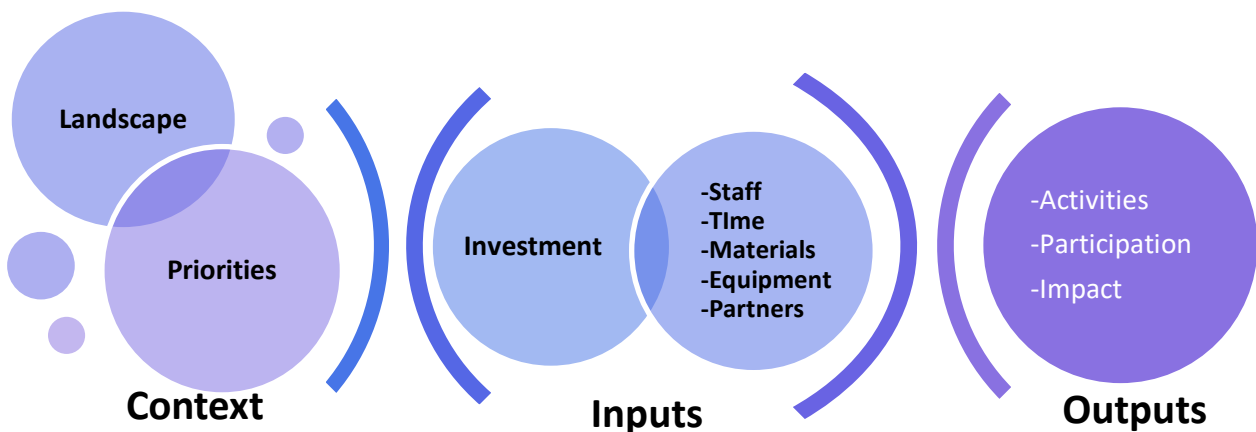 Landscape
Priorities
Context
Investment
-Staff
-TIme
-Materials
-Equipment
-Partners
Inputs
-Activities
-Participation
-Impact
Outputs